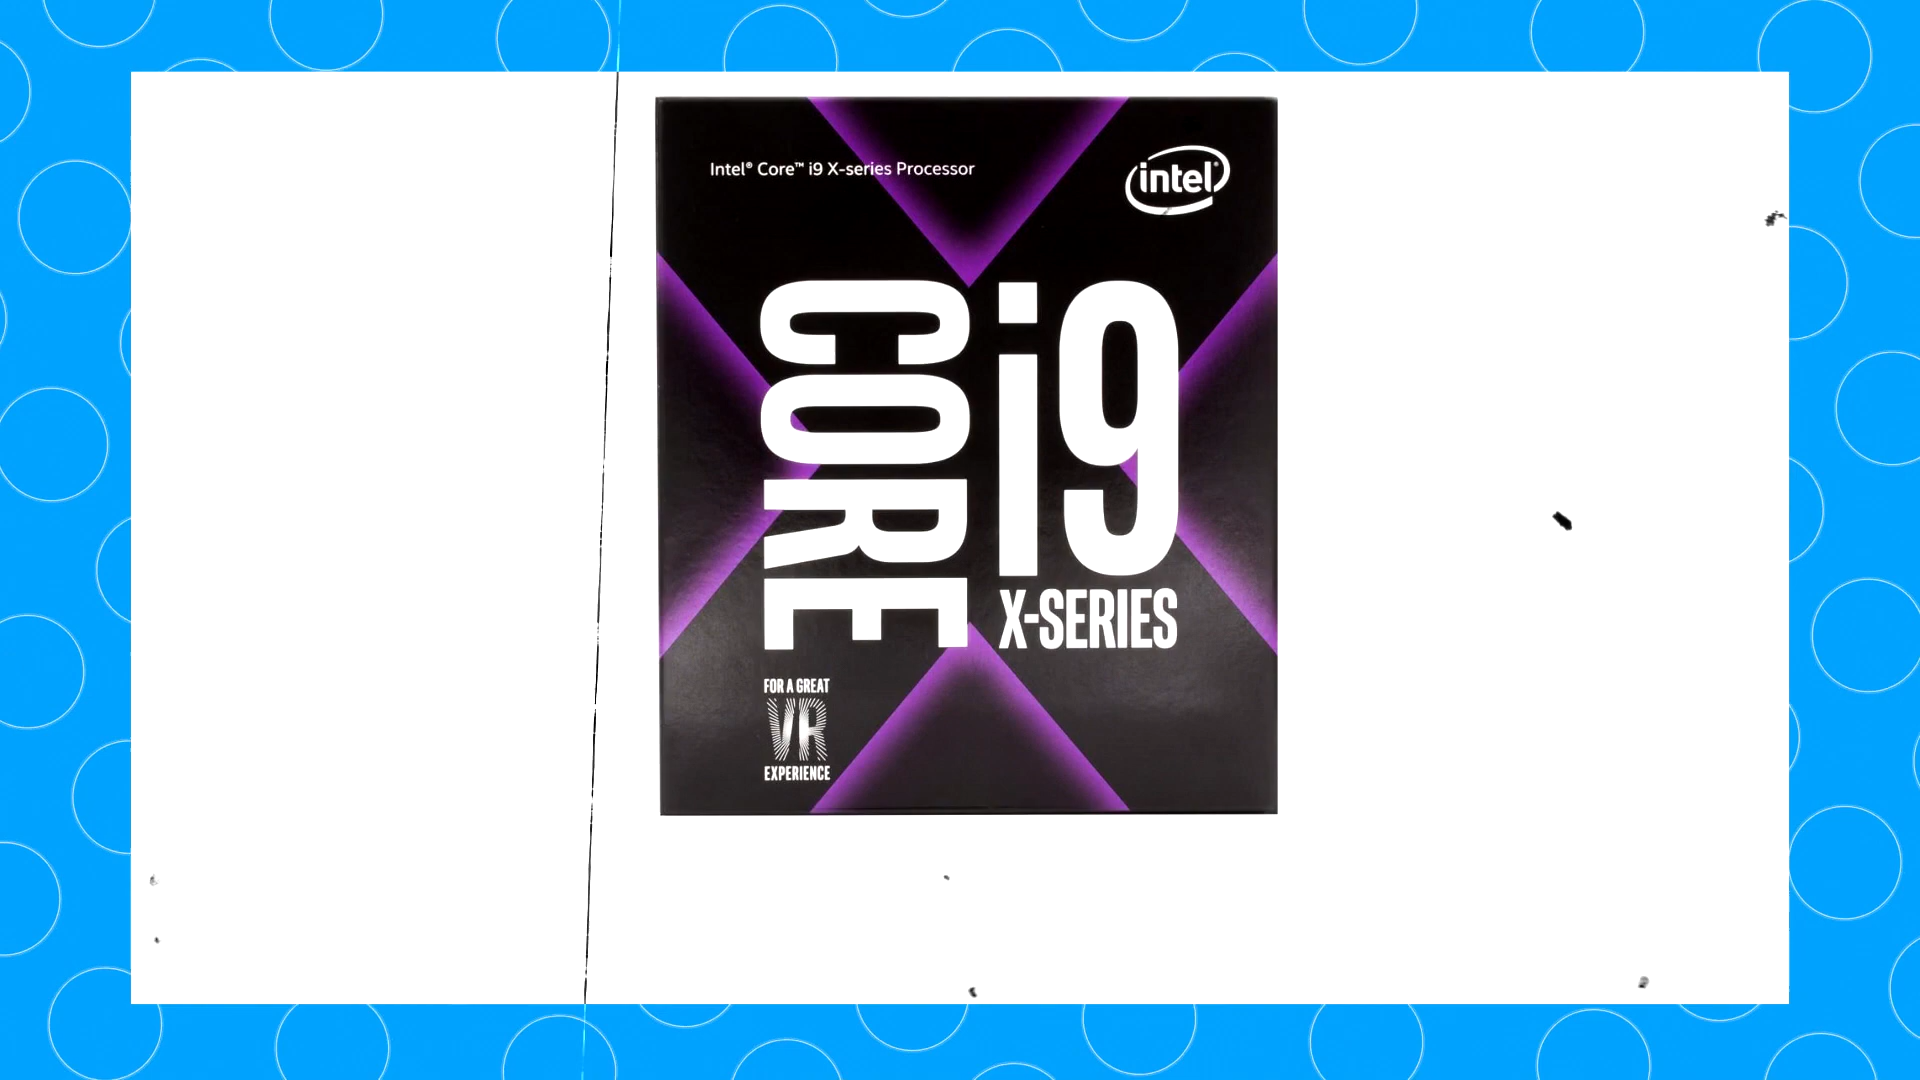 Intel® Core™ i9 X-series Processor
intel®
CORE i9
X-SERIES
FOR A GREAT
VR
EXPERIENCE